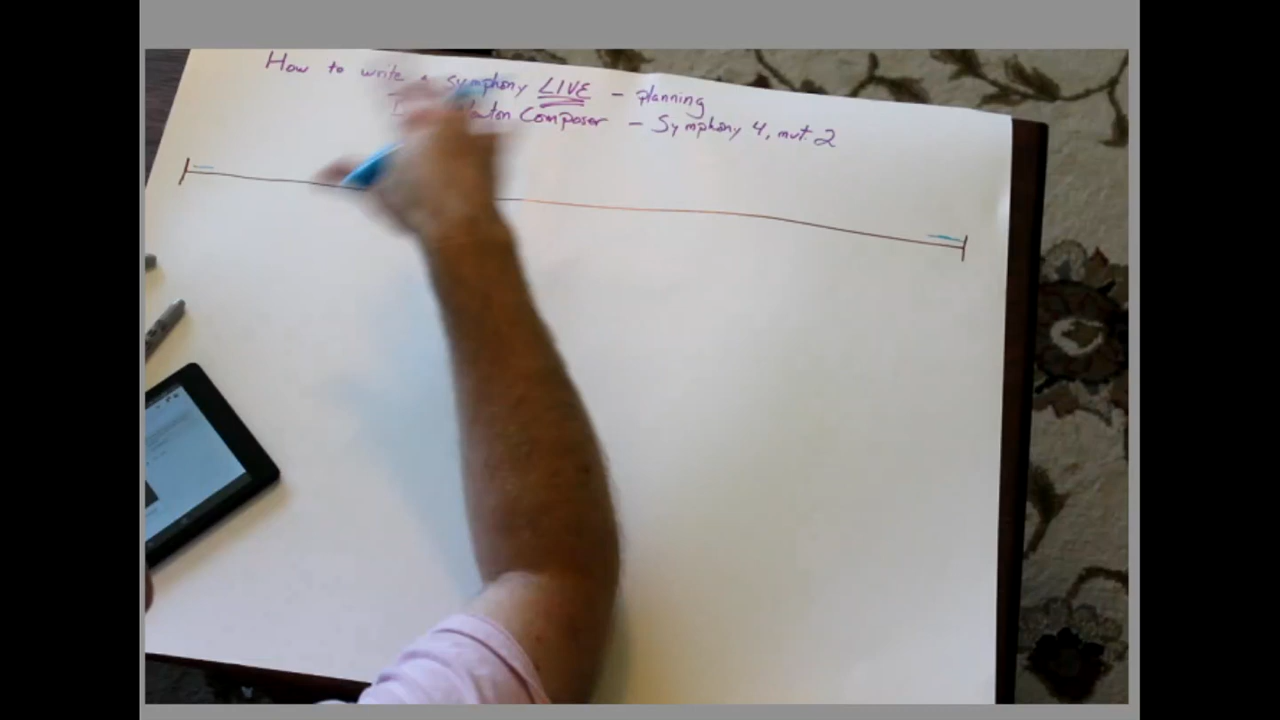 How to write a symphony LIVE - planning
Composer - Symphony 4, mvt. 2